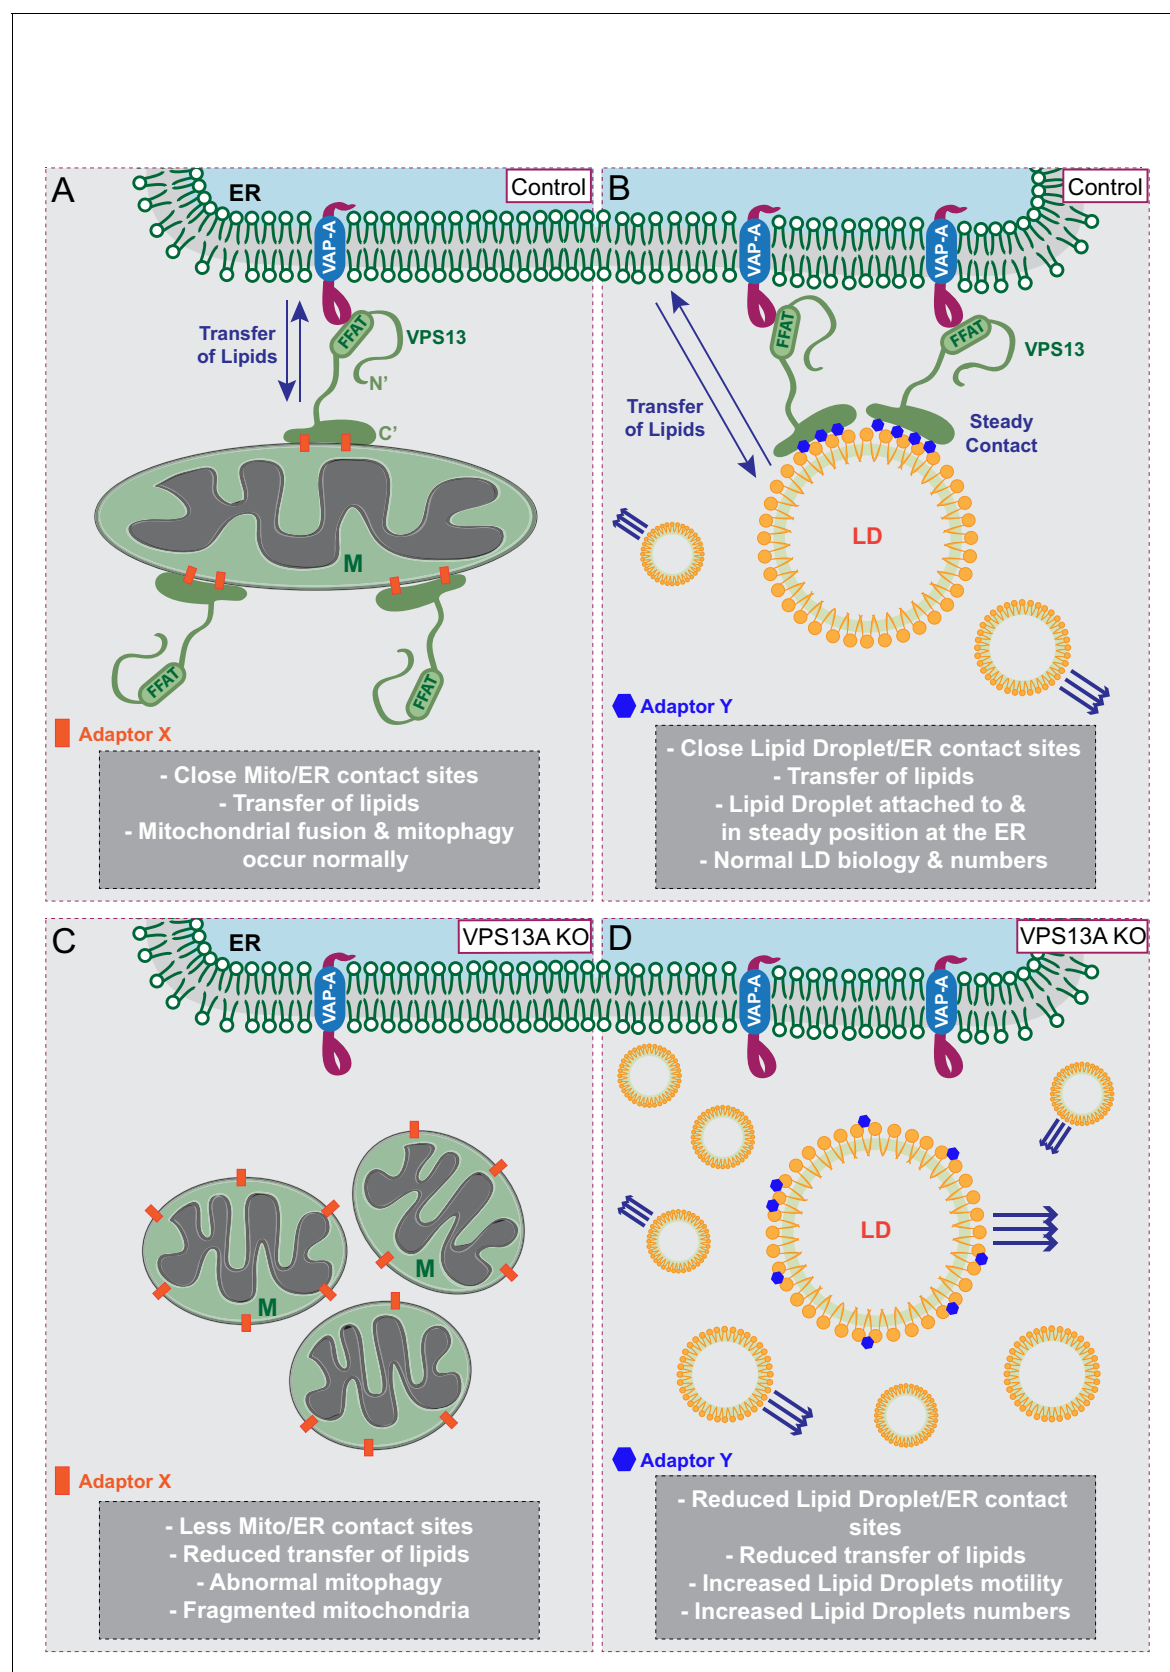 A
ER
Control
VAP-A
Transfer
of Lipids
FFAT
VPS13
N'
C'
M
FFAT
FFAT
Adaptor X
- Close Mito/ER contact sites
- Transfer of lipids
- Mitochondrial fusion & mitophagy
occur normally
B
Control
VAP-A
VAP-A
FFAT
FFAT
VPS13
Transfer
of Lipids
Steady
Contact
LD
Adaptor Y
- Close Lipid Droplet/ER contact sites
- Transfer of lipids
- Lipid Droplet attached to &
in steady position at the ER
- Normal LD biology & numbers
C
ER
VPS13A KO
VAP-A
M
M
Adaptor X
- Less Mito/ER contact sites
- Reduced transfer of lipids
- Abnormal mitophagy
- Fragmented mitochondria
D
VPS13A KO
VAP-A
VAP-A
LD
Adaptor Y
- Reduced Lipid Droplet/ER contact
sites
- Reduced transfer of lipids
- Increased Lipid Droplets motility
- Increased Lipid Droplets numbers